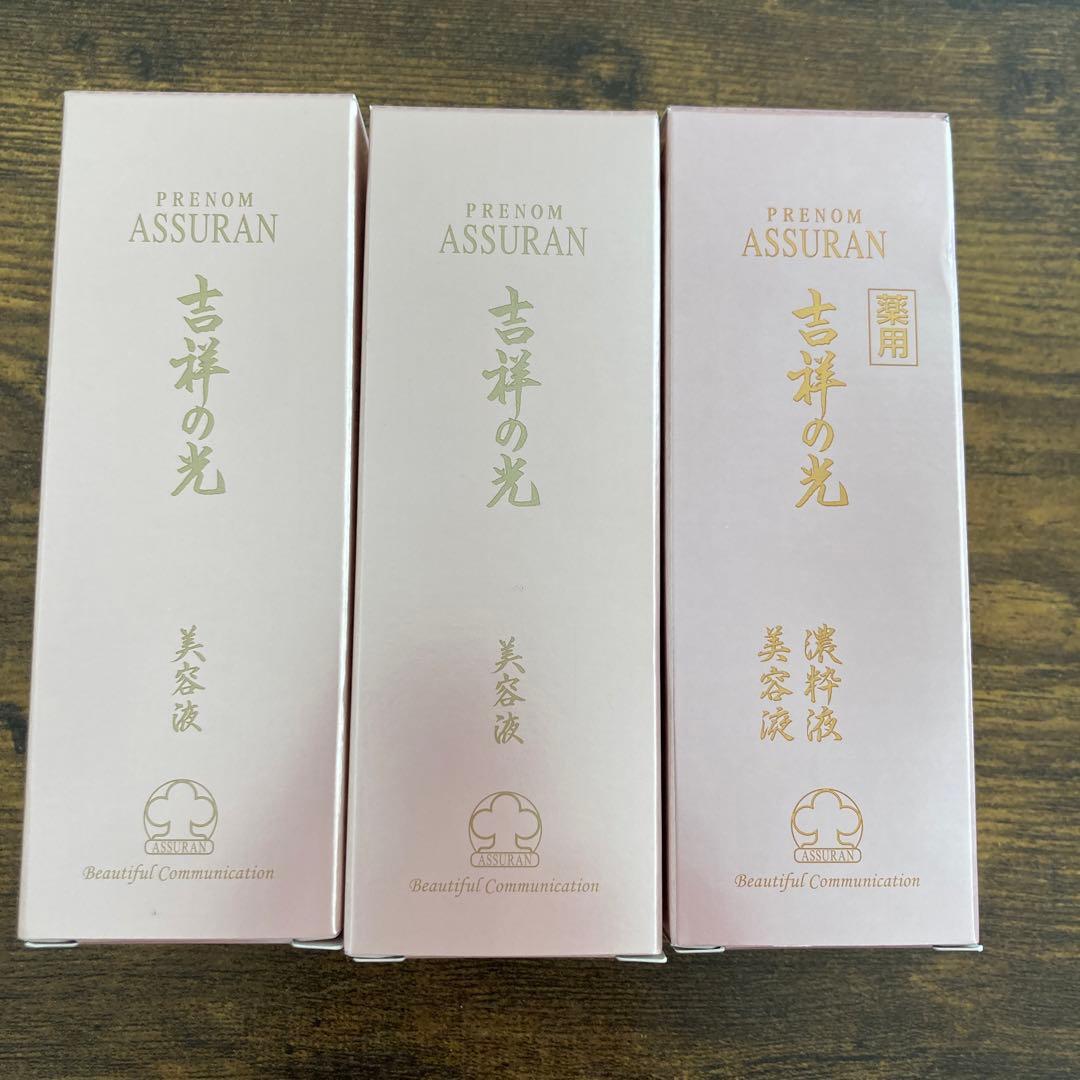 PRENOM
ASSURAN
吉祥の光
美容液
ASSURAN
Beautiful Communication
PRENOM
ASSURAN
吉祥の光
美容液
ASSURAN
Beautiful Communication
PRENOM
ASSURAN
薬用
吉祥の光
濃粋液
美容液
ASSURAN
Beautiful Communication